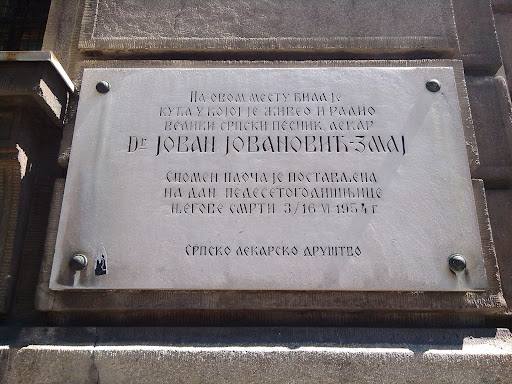 На овом месту била је
кућа у којој је живео и радио
велики српски песник, лекар
Dr ЈОВАН ЈОВАНОВИЋ-ЗМАЈ
Спомен плоча је постављена
на дан педесетогодишњице
његове смрти 3/16 VI 1954 г
Српско лекарско друштво